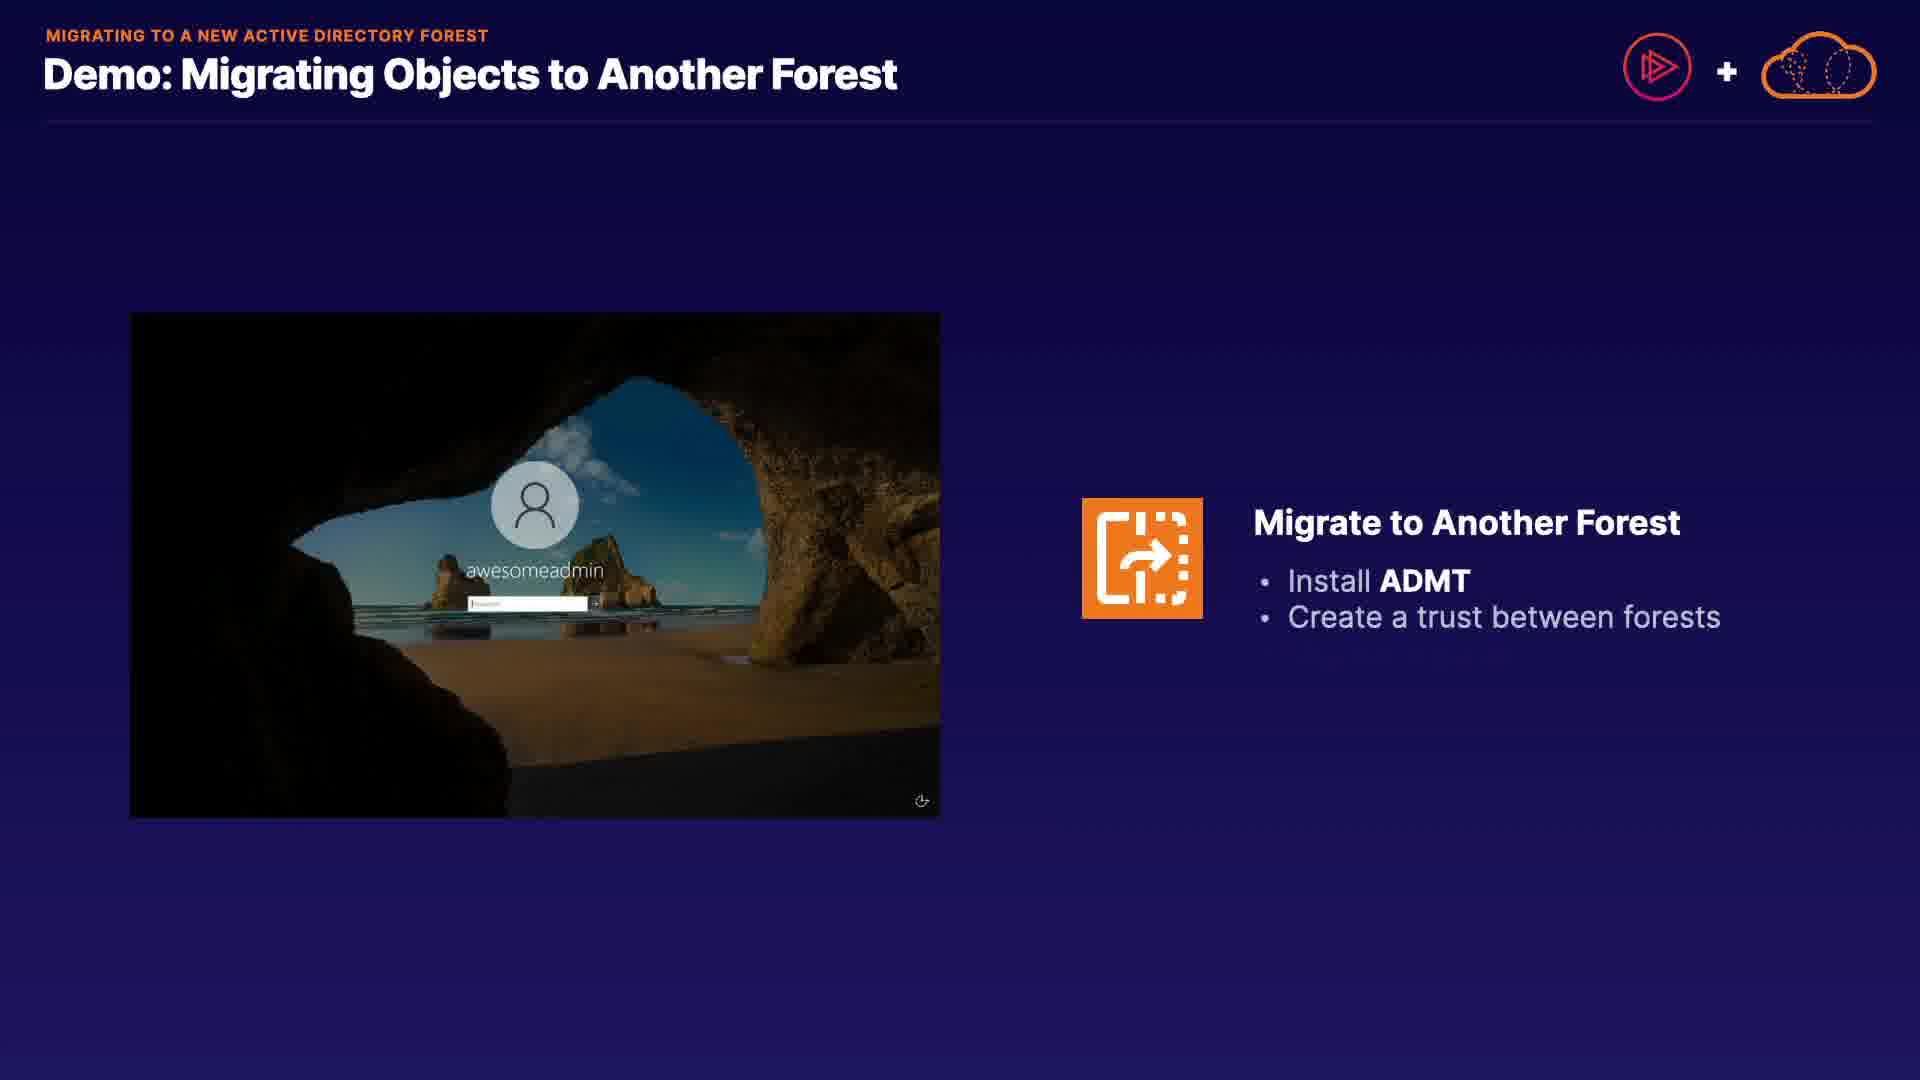 MIGRATING TO A NEW ACTIVE DIRECTORY FOREST
Demo: Migrating Objects to Another Forest
+
awesomeadmin
Migrate to Another Forest
• Install ADMT
• Create a trust between forests